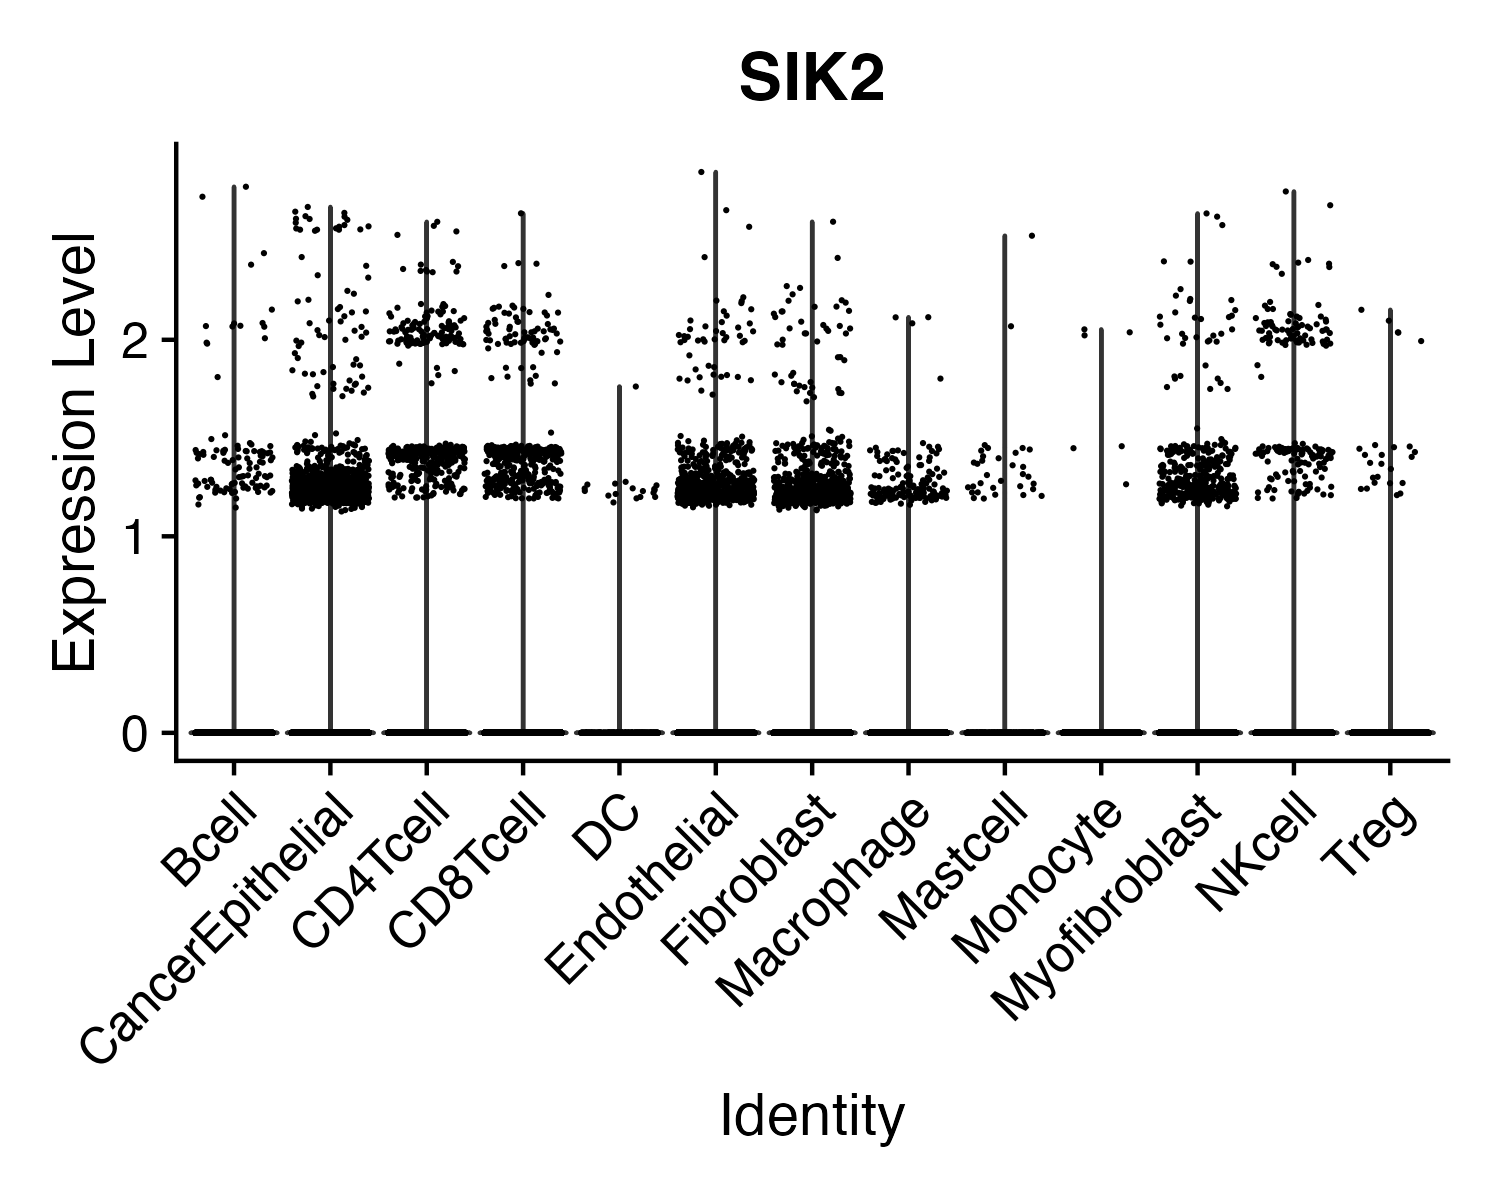 SIK2
Expression Level
2
1
0
Bcell
CancerEpithelial
CD4Tcell
CD8Tcell
DC
Endothelial
Fibroblast
Macrophage
Mastcell
Monocyte
Myofibroblast
NKcell
Treg
Identity